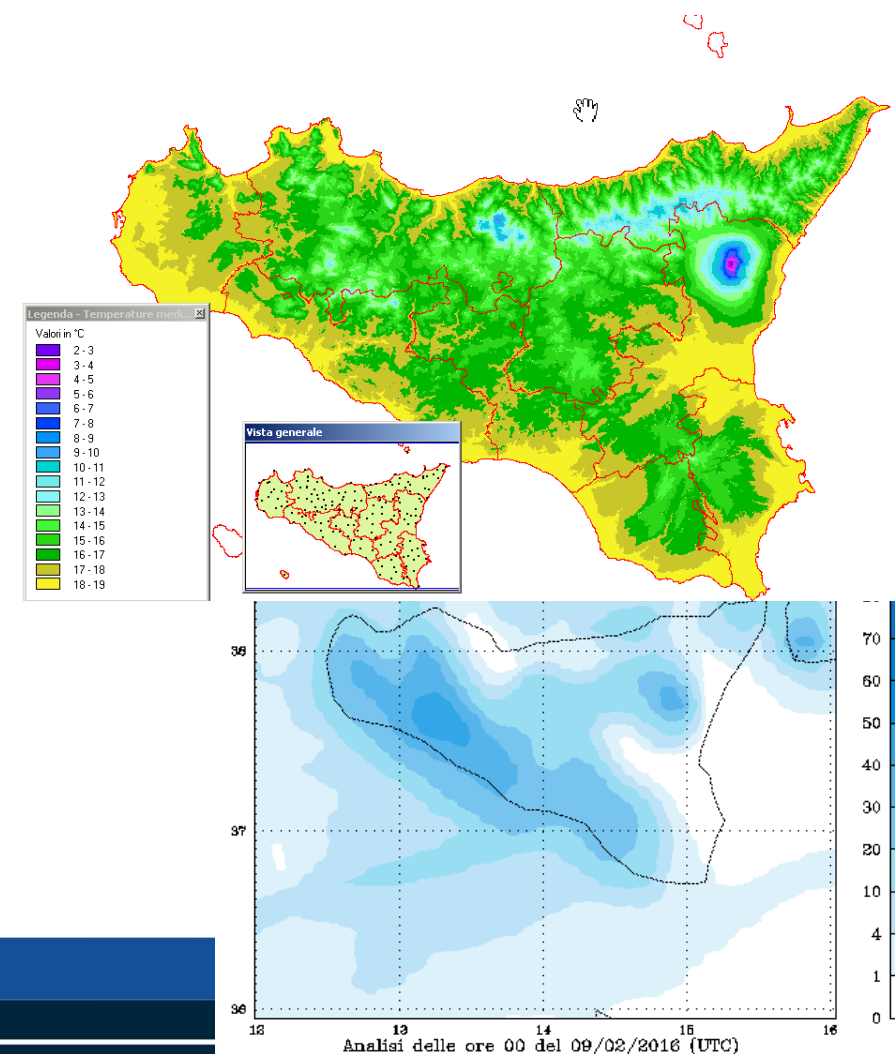 Legenda - Temperature medi...
Valori in °C
2 - 3
3 - 4
4 - 5
5 - 6
6 - 7
7 - 8
8 - 9
9 - 10
10 - 11
11 - 12
12 - 13
13 - 14
14 - 15
15 - 16
16 - 17
17 - 18
18 - 19
Vista generale
38
37
36
12
13
14
15
16
70
60
50
40
30
20
10
4
1
0
Analisi delle ore 00 del 09/02/2016 (UTC)